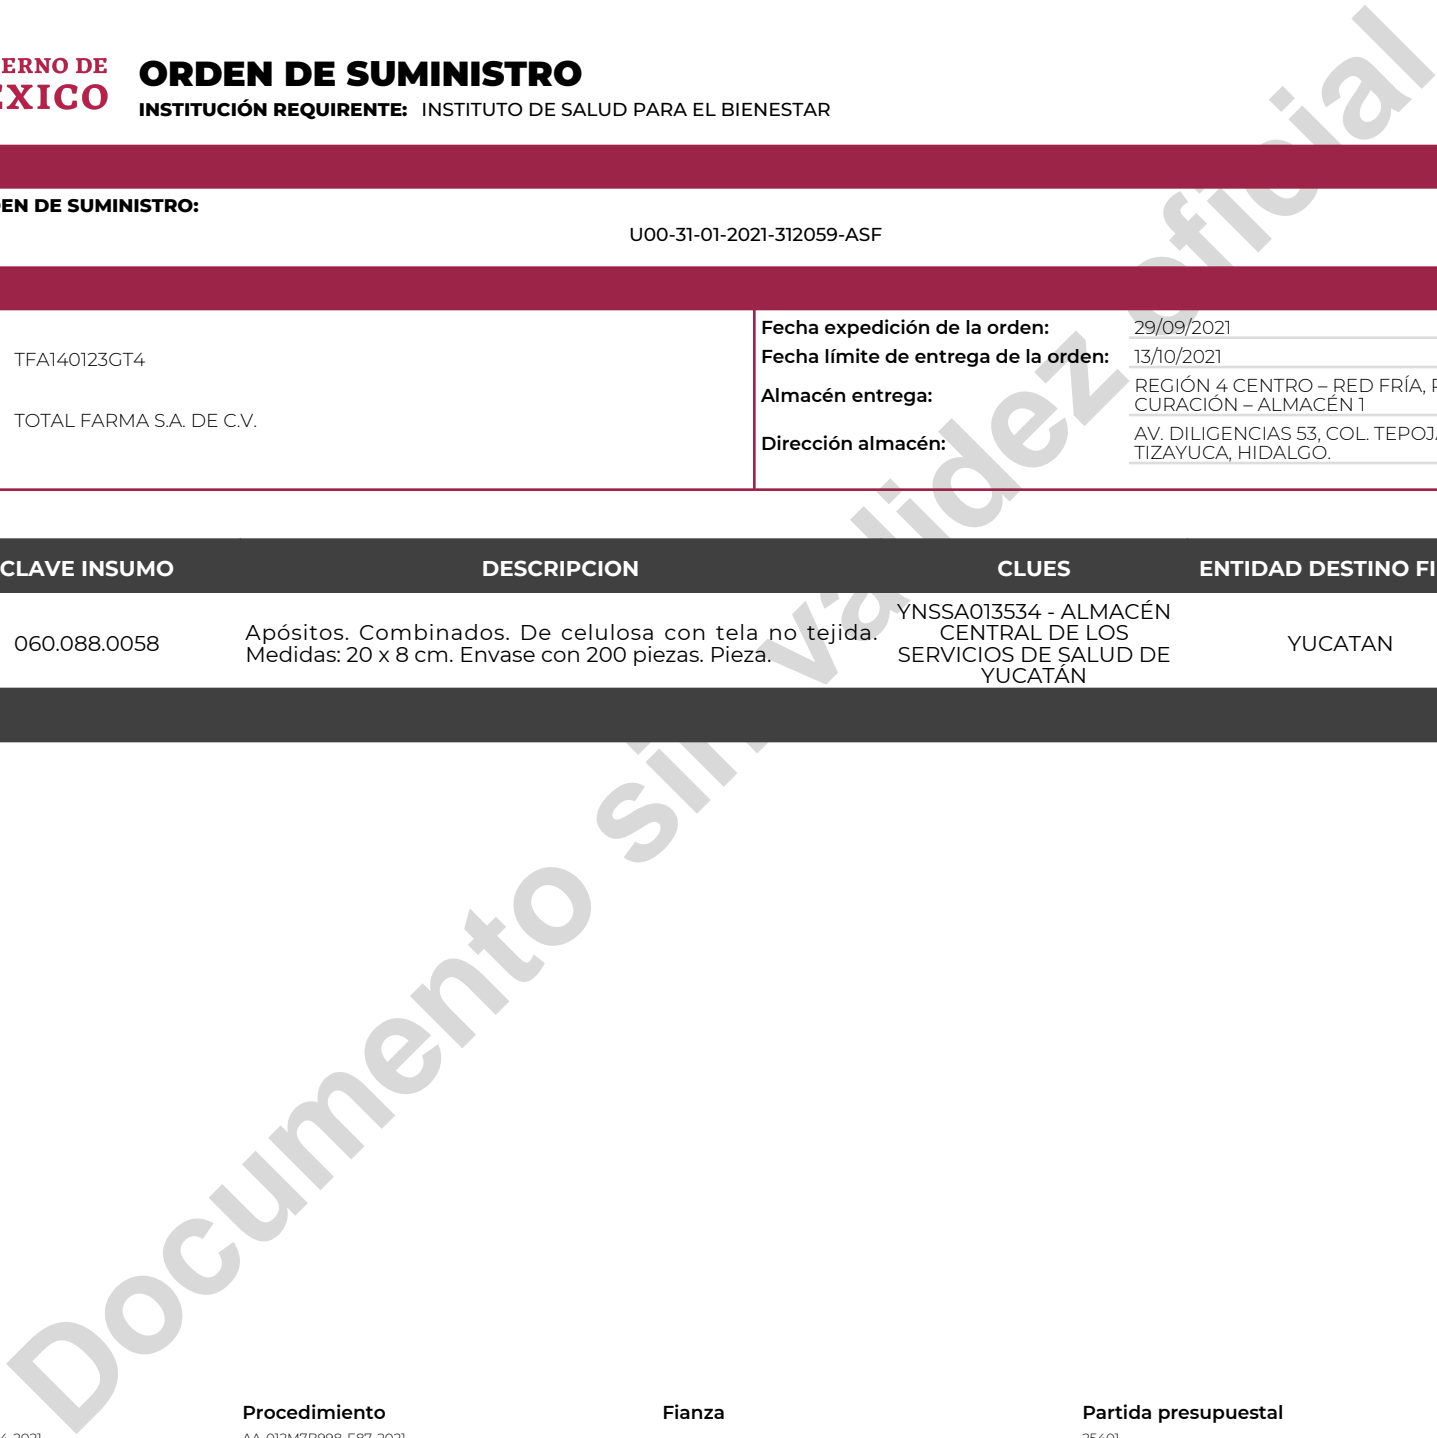 ERNO DE
EXICO
ORDEN DE SUMINISTRO
INSTITUCIÓN REQUIRENTE: INSTITUTO DE SALUD PARA EL BIENESTAR
EN DE SUMINISTRO:
U00-31-01-2021-312059-ASF
TFA140123GT4
TOTAL FARMA S.A. DE C.V.
Fecha expedición de la orden: 29/09/2021
Fecha límite de entrega de la orden: 13/10/2021
Almacén entrega: REGIÓN 4 CENTRO – RED FRÍA,
CURACIÓN – ALMACÉN 1
Dirección almacén: AV. DILIGENCIAS 53, COL. TEPOJ
TIZAYUCA, HIDALGO.
CLAVE INSUMO DESCRIPCION CLUES ENTIDAD DESTINO FI
060.088.0058
Apósitos. Combinados. De celulosa con tela no tejida.
Medidas: 20 x 8 cm. Envase con 200 piezas. Pieza.
YNSSA013534 - ALMACÉN
CENTRAL DE LOS
SERVICIOS DE SALUD DE
YUCATÁN
YUCATAN
Documento sin validez oficial
Procedimiento Fianza Partida presupuestal